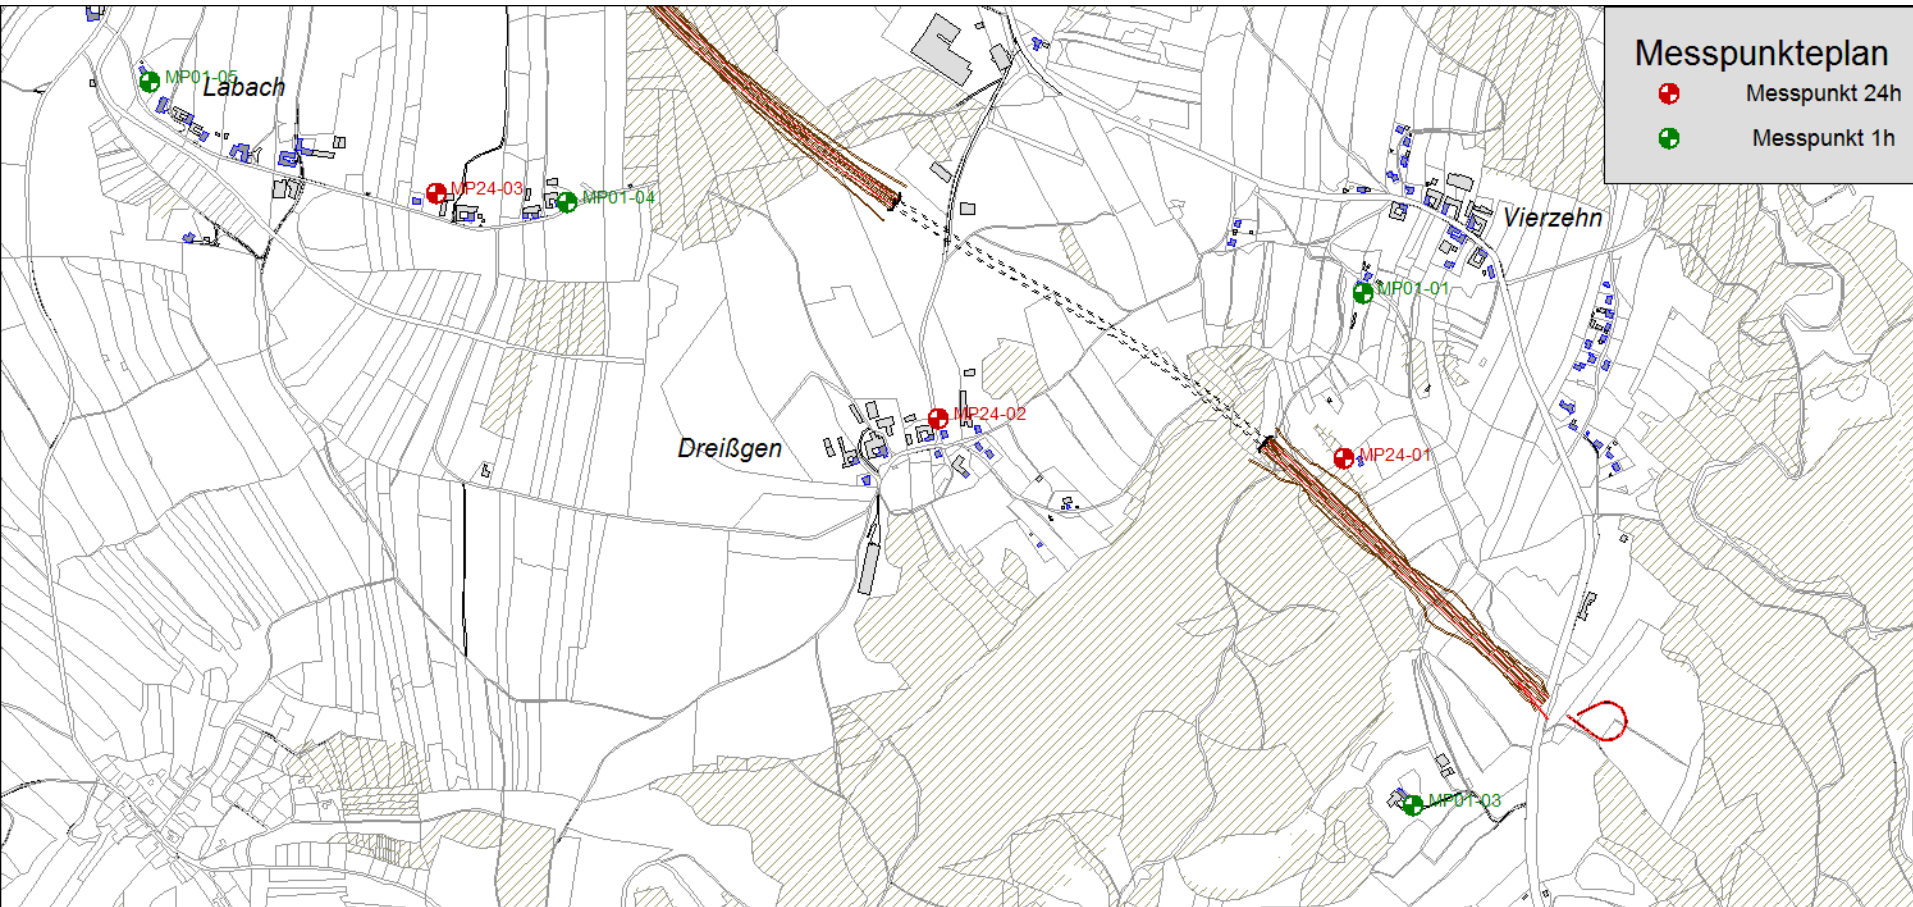 Messpunkteplan
Messpunkt 24h
Messpunkt 1h
MP01-05
Labach
MP24-03
MP01-04
Vierzehn
MP01-01
MP24-02
Dreißgen
MP24-01
MP01-03